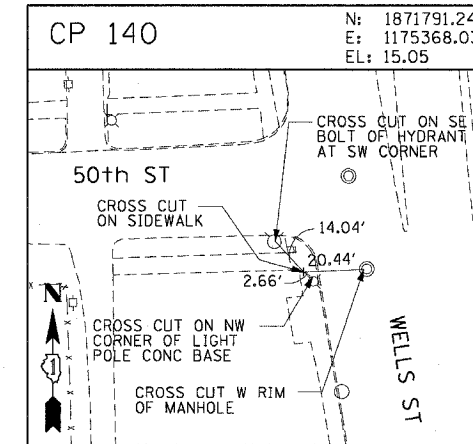 CP 140
N: 1871791.24
E: 1175368.03
EL: 15.05
CROSS CUT ON SE
BOLT OF HYDRANT
AT SW CORNER
50th ST
CROSS CUT
ON SIDEWALK
14.04'
20.44'
2.66'
N
1
CROSS CUT ON NW
CORNER OF LIGHT
POLE CONC BASE
WELLS ST
CROSS CUT W RIM
OF MANHOLE